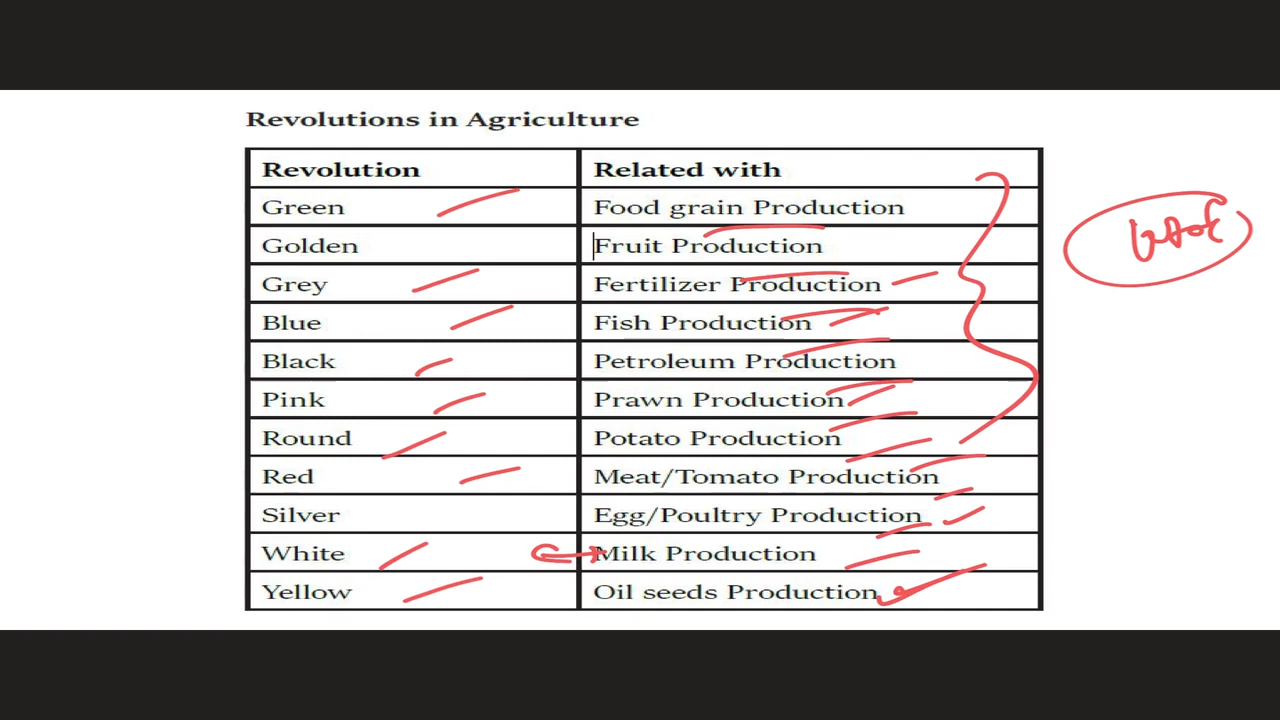 Revolutions in Agriculture
Revolution Related with
Green Food grain Production
Golden Fruit Production
Grey Fertilizer Production
Blue Fish Production
Black Petroleum Production
Pink Prawn Production
Round Potato Production
Red Meat/Tomato Production
Silver Egg/Poultry Production
White Milk Production
Yellow Oil seeds Production